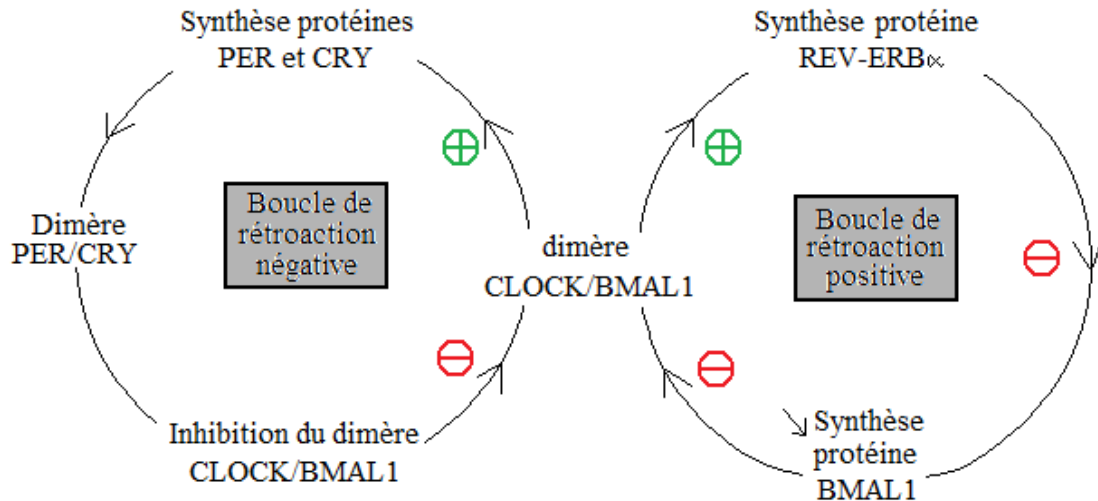 Synthèse protéines
PER et CRY
Dimère
PER/CRY
Boucle de
rétroaction
négative
Inhibition du dimère
CLOCK/BMAL1
dimère
CLOCK/BMAL1
Synthèse protéine
REV-ERBα
Boucle de
rétroaction
positive
Synthèse
protéine
BMAL1